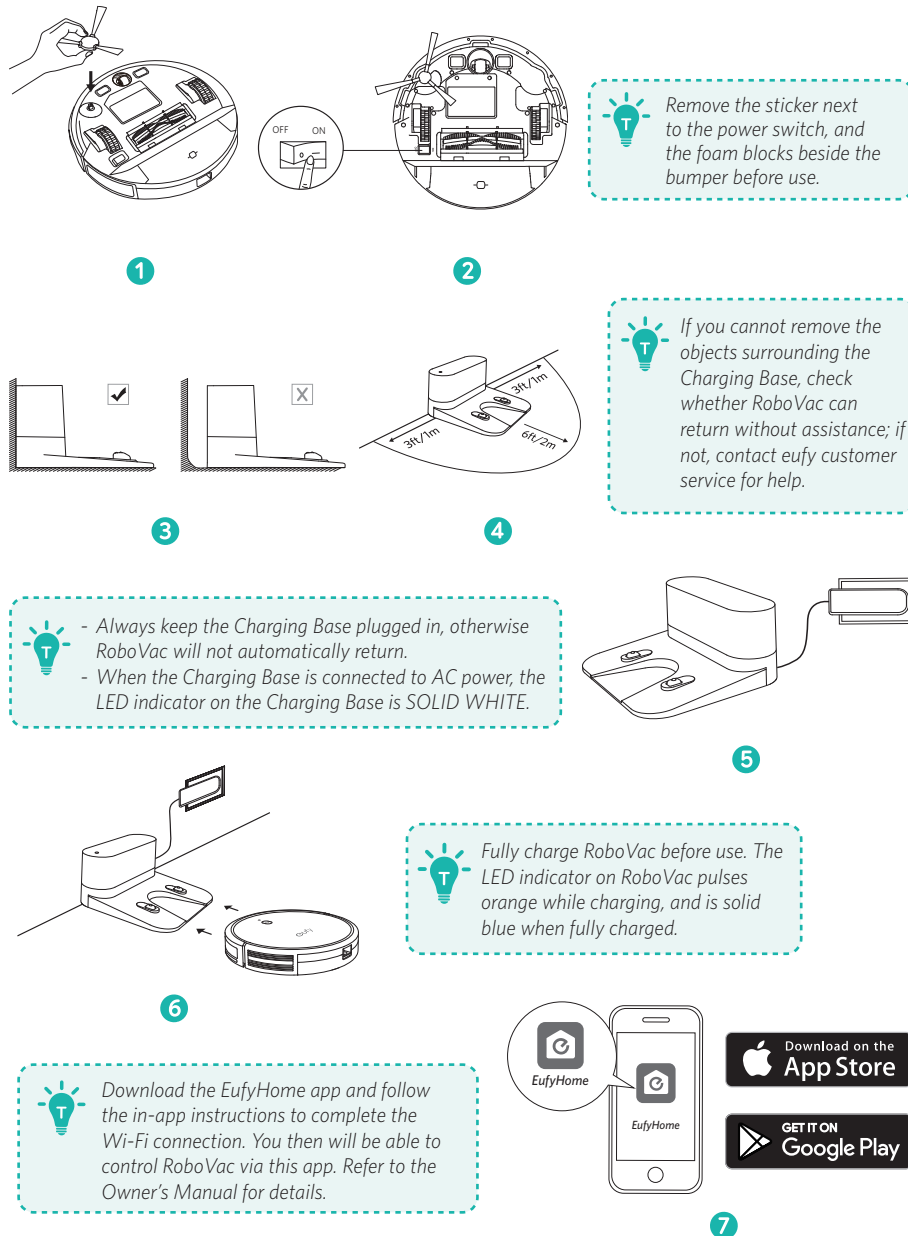 OFF ON
Remove the sticker next
to the power switch, and
the foam blocks beside the
bumper before use.
T
1
2
3ft/1m
3ft/1m
6ft/2m
3
4
T
If you cannot remove the
objects surrounding the
Charging Base, check
whether RoboVac can
return without assistance; if
not, contact eufy customer
service for help.
T
- Always keep the Charging Base plugged in, otherwise
RoboVac will not automatically return.
- When the Charging Base is connected to AC power, the
LED indicator on the Charging Base is SOLID WHITE.
5
eufy
6
T
Fully charge RoboVac before use. The
LED indicator on RoboVac pulses
orange while charging, and is solid
blue when fully charged.
T
Download the EufyHome app and follow
the in-app instructions to complete the
Wi-Fi connection. You then will be able to
control RoboVac via this app. Refer to the
Owner's Manual for details.
EufyHome
EufyHome
Download on the
App Store
GET IT ON
Google Play
7